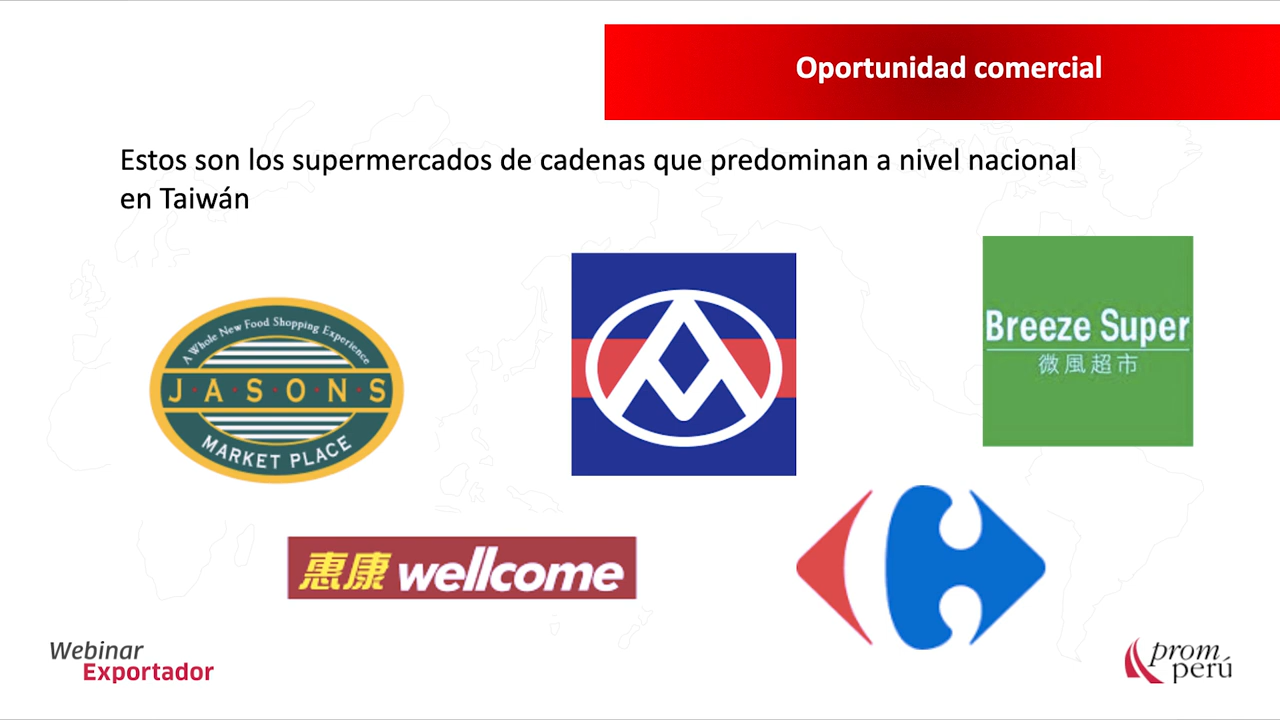 Oportunidad comercial
Estos son los supermercados de cadenas que predominan a nivel nacional
en Taiwán
A Whole New Food Shopping Experience
J·A·S·O·N·S
MARKET PLACE
Breeze Super
微風超市
惠康 wellcome
Webinar
Exportador
prom
perú